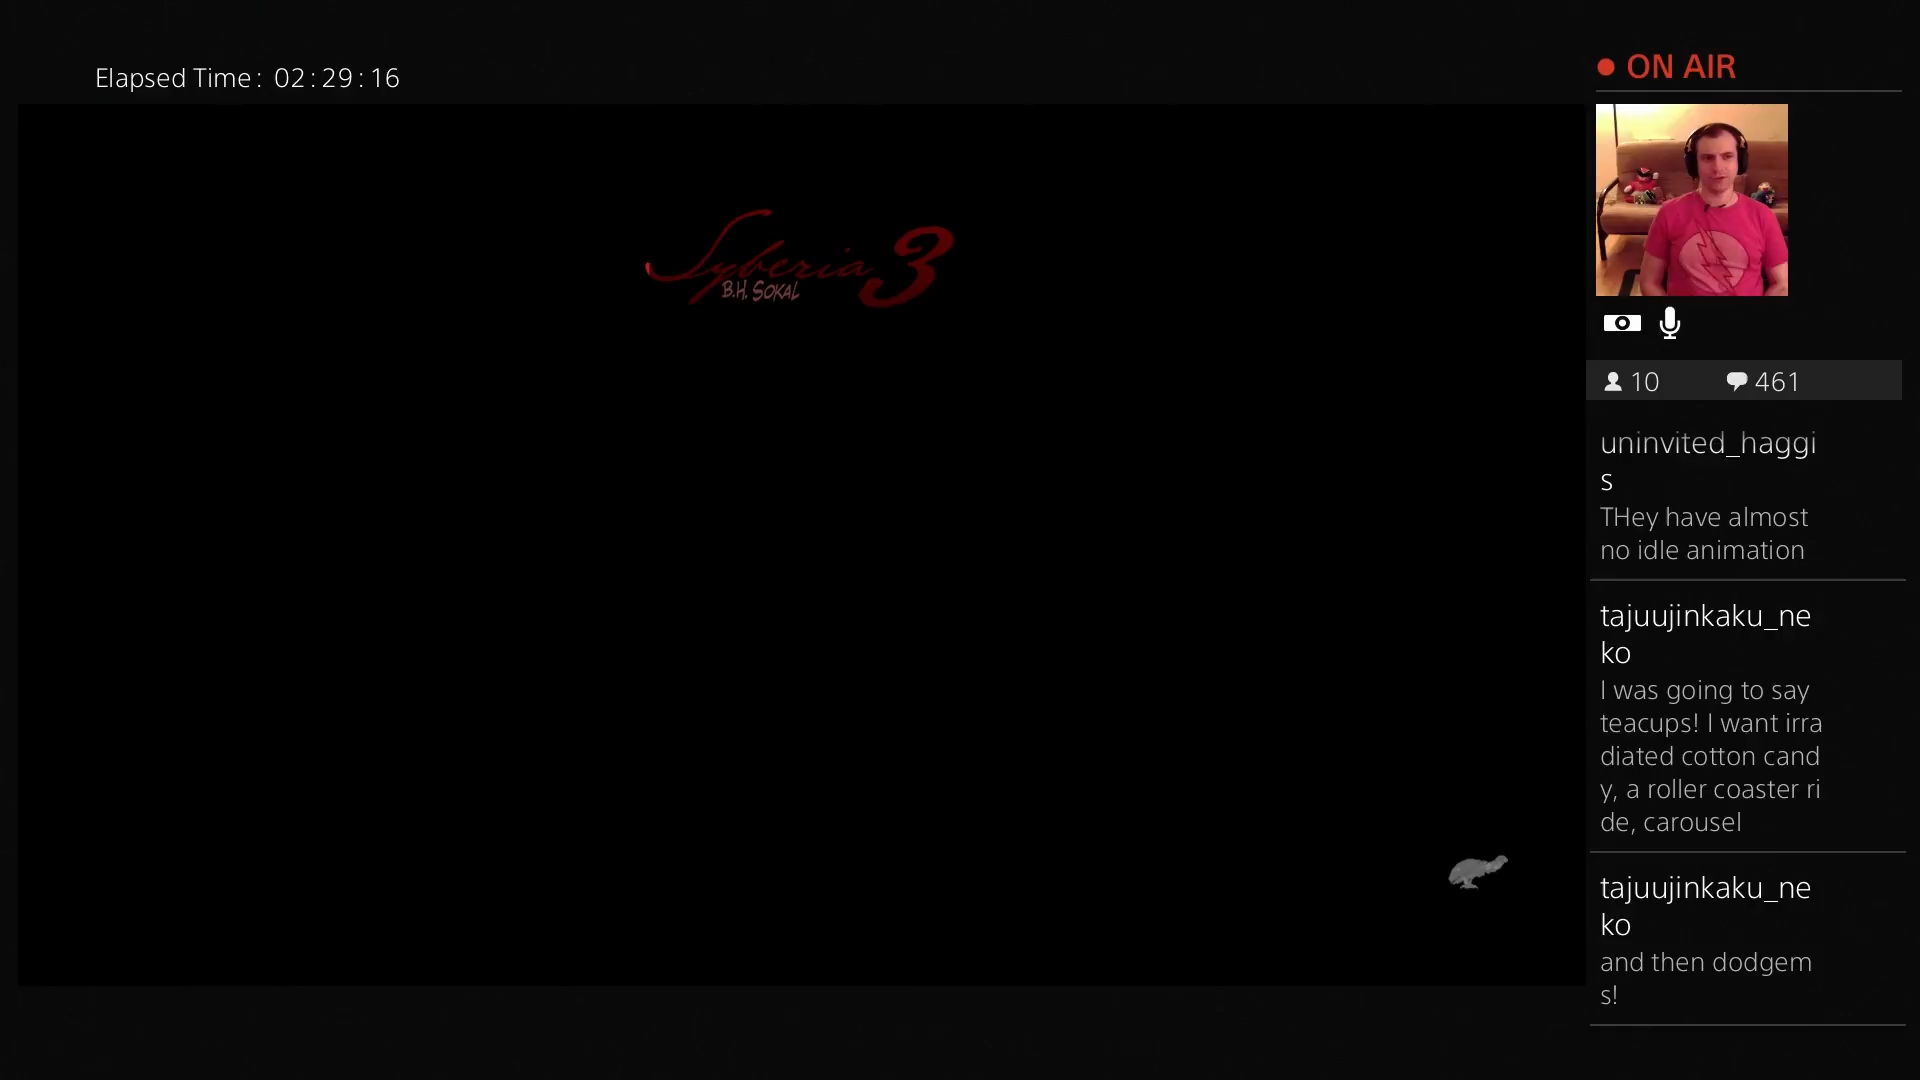 Elapsed Time: 02:29:16
ON AIR
Syberia 3
B.H. SOKAL
10 461
uninvited_haggi
s
THey have almost
no idle animation
tajuujinkaku_ne
ko
I was going to say
teacups! I want irra
diated cotton cand
y, a roller coaster ri
de, carousel
tajuujinkaku_ne
ko
and then dodgem
s!